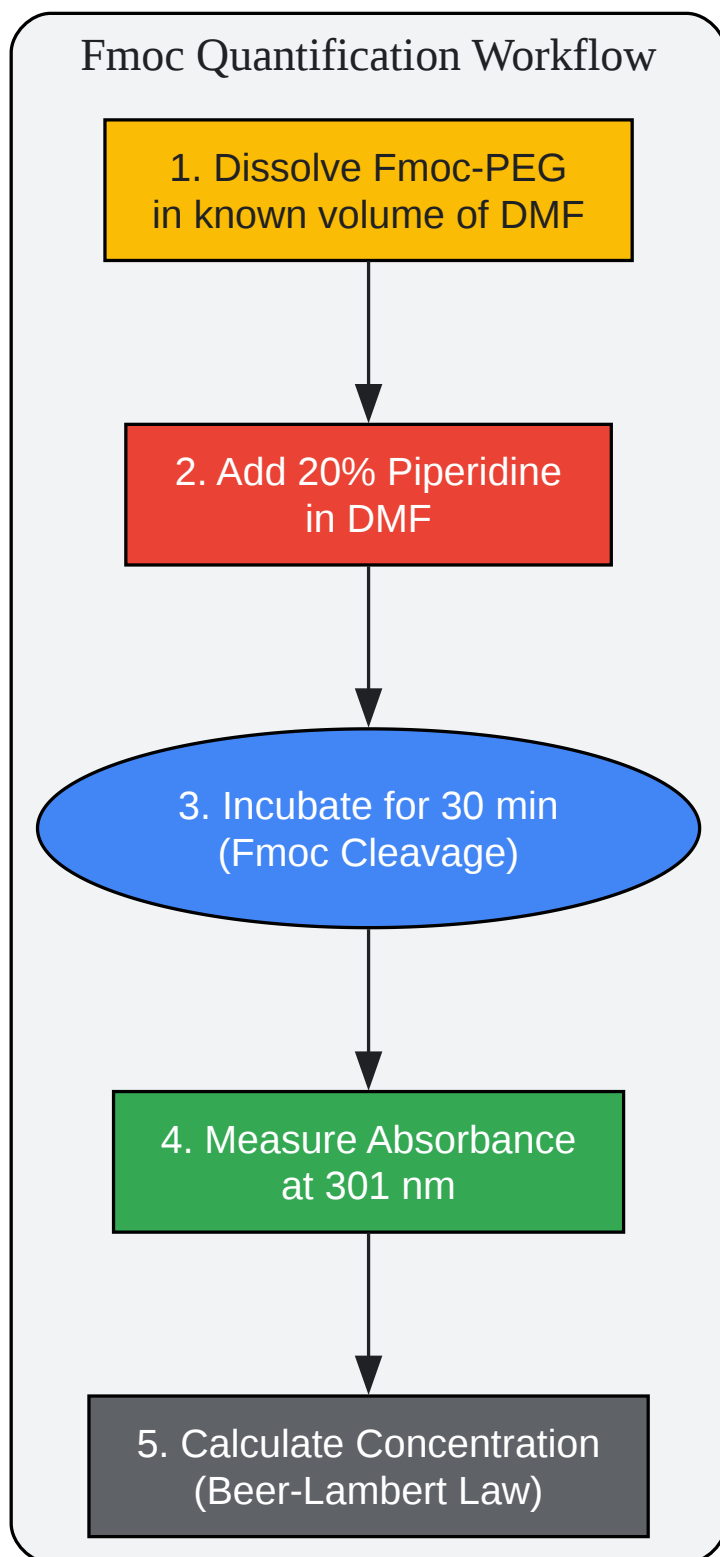 Fmoc Quantification Workflow
1. Dissolve Fmoc-PEG
in known volume of DMF
2. Add 20% Piperidine
in DMF
3. Incubate for 30 min
(Fmoc Cleavage)
4. Measure Absorbance
at 301 nm
5. Calculate Concentration
(Beer-Lambert Law)